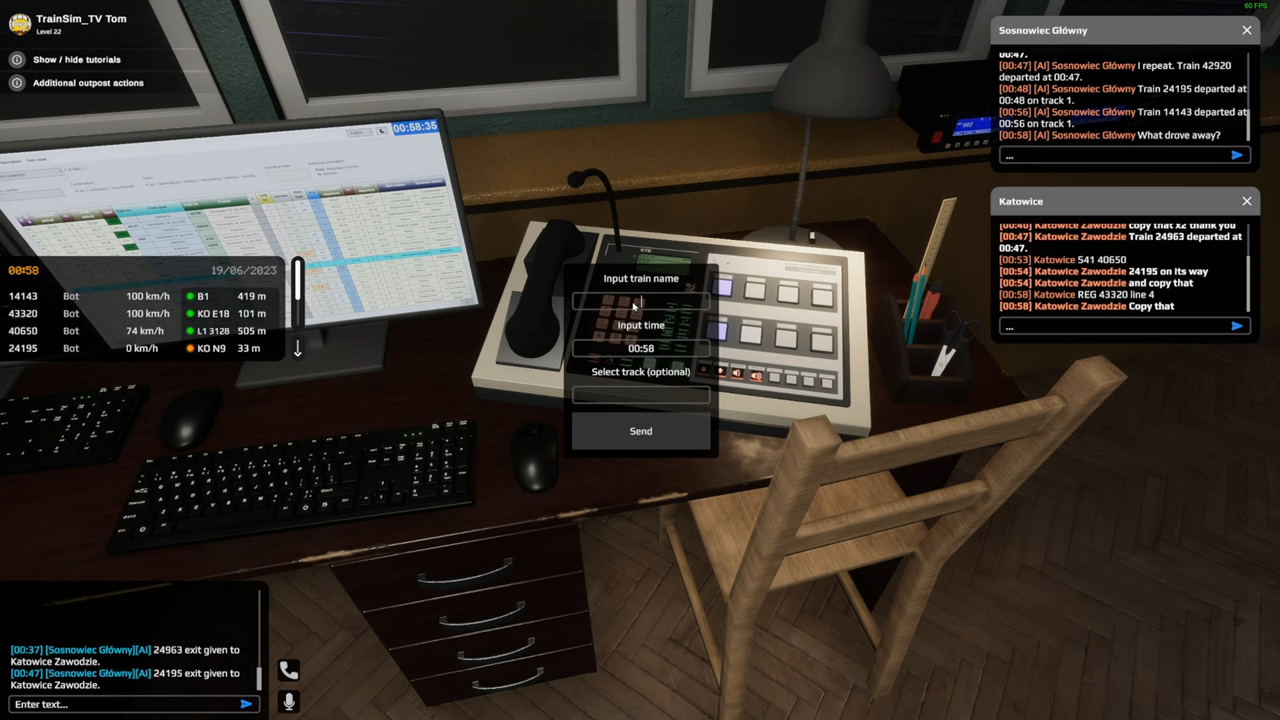 60 FPS
TrainSim_TV Tom
Level 22
Show / hide tutorials
Additional outpost actions
Sosnowiec Główny
00:47.
[00:47] [AI] Sosnowiec Główny I repeat. Train 42920
departed at 00:47.
[00:48] [AI] Sosnowiec Główny Train 24195 departed at
00:48 on track 1.
[00:56] [AI] Sosnowiec Główny Train 14143 departed at
00:56 on track 1.
[00:58] [AI] Sosnowiec Główny What drove away?
...
Katowice
[00:46] Katowice Zawodzie copy that x2 thank you
[00:47] Katowice Zawodzie Train 24963 departed at
00:47.
[00:53] Katowice 541 40650
[00:54] Katowice Zawodzie 24195 on its way
[00:54] Katowice Zawodzie and copy that
[00:58] Katowice REG 43320 line 4
[00:58] Katowice Zawodzie Copy that
...
00:58:35
00:58 19/06/2023
14143 Bot 100 km/h B1 419 m
43320 Bot 100 km/h KO E18 101 m
40650 Bot 74 km/h L1 3128 505 m
24195 Bot 0 km/h KO N 33 m
Input train name
Input time
00:58
Select track (optional)
Send
[00:37] [Sosnowiec Główny][AI] 24963 exit given to
Katowice Zawodzie.
[00:47] [Sosnowiec Główny][AI] 24195 exit given to
Katowice Zawodzie.
Enter text...